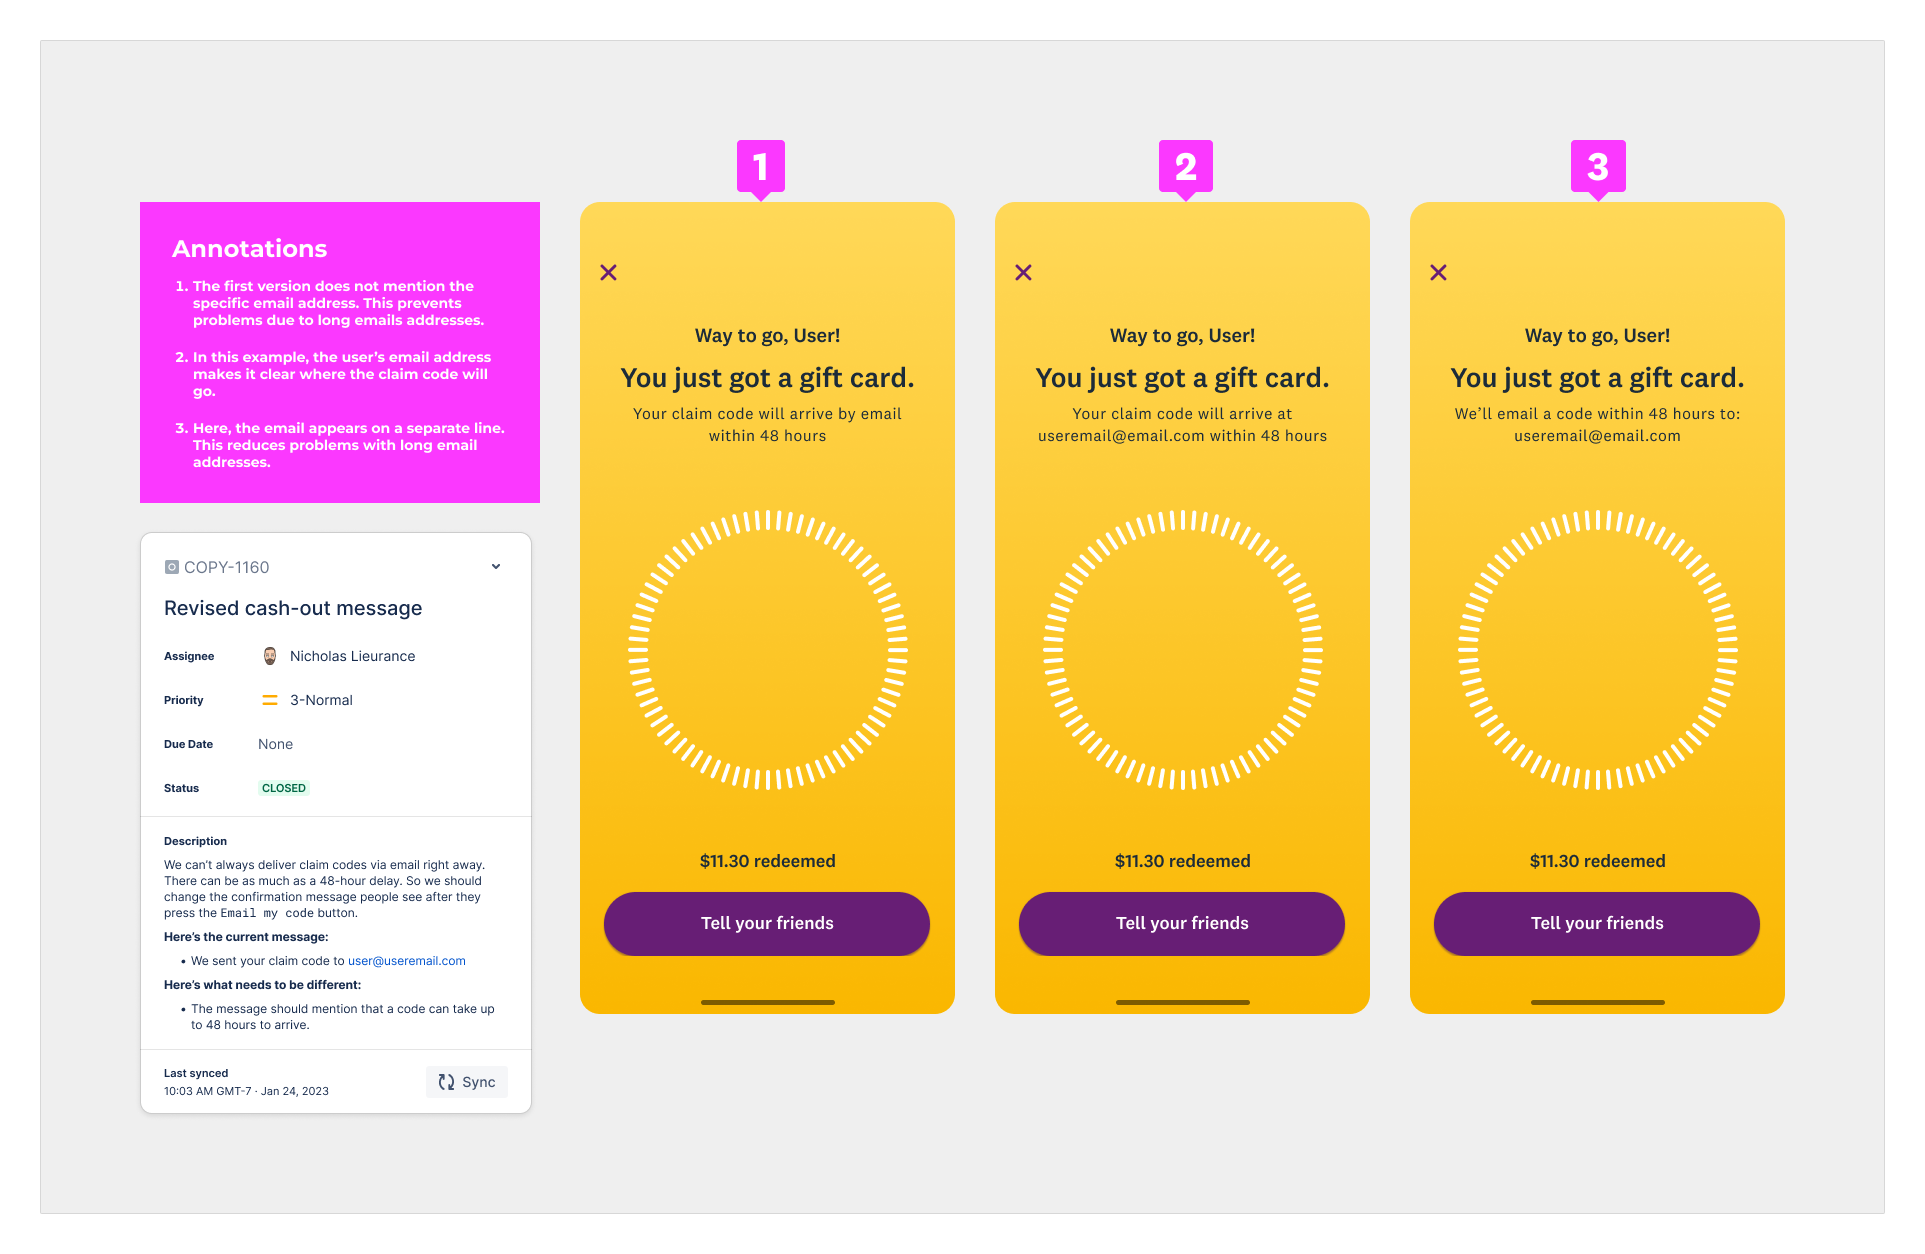 Annotations
1. The first version does not mention the
specific email address. This prevents
problems due to long emails addresses.
2. In this example, the user's email address
makes it clear where the claim code will
go.
3. Here, the email appears on a separate line.
This reduces problems with long email
addresses.
COPY-1160
Revised cash-out message
Assignee Nicholas Lieurance
Priority 3-Normal
Due Date None
Status CLOSED
Description
We can't always deliver claim codes via email right away.
There can be as much as a 48-hour delay. So we should
change the confirmation message people see after they
press the Email my code button.
Here's the current message:
• We sent your claim code to user@useremail.com
Here's what needs to be different:
• The message should mention that a code can take up
to 48 hours to arrive.
Last synced
10:03 AM GMT-7 · Jan 24, 2023
Sync
1
Way to go, User!
You just got a gift card.
Your claim code will arrive by email
within 48 hours
$11.30 redeemed
Tell your friends
2
Way to go, User!
You just got a gift card.
Your claim code will arrive at
useremail@email.com within 48 hours
$11.30 redeemed
Tell your friends
3
Way to go, User!
You just got a gift card.
We'll email a code within 48 hours to:
useremail@email.com
$11.30 redeemed
Tell your friends